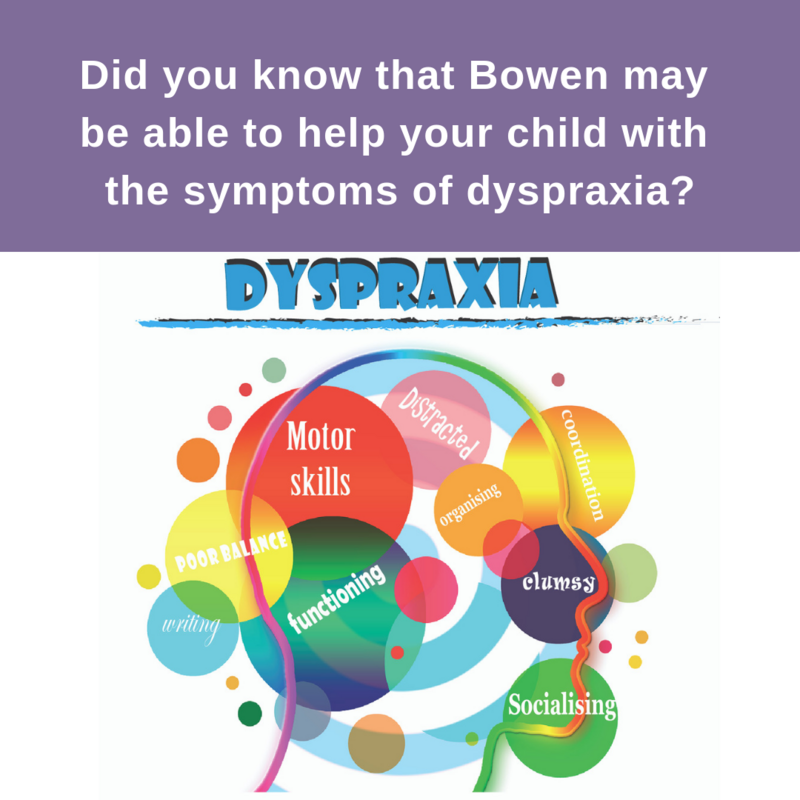 Did you know that Bowen may
be able to help your child with
the symptoms of dyspraxia?
DYSPRAXIA
Motor
skills
Distracted
coordination
organising
POOR BALANCE
clumsy
functioning
writing
Socialising